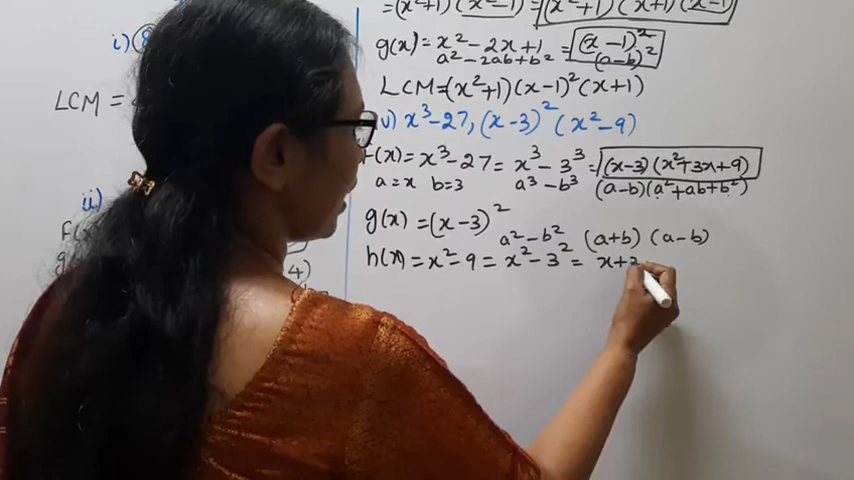 i)
LCM =
ii)
= (x²+1) (x²-1) = (x²+1) (x+1) (x-1)
g(x) = x² - 2x + 1 = (x-1)²
a² - 2ab + b² (a-b)²
LCM = (x²+1) (x-1)² (x+1)
v) x³ - 27, (x-3)² (x² - 9)
f(x) = x³ - 27 = x³ - 3³ = (x-3) (x² + 3x + 9)
a = x b = 3 a³ - b³ (a-b) (a² + ab + b²)
g(x) = (x-3)²
a² - b² (a+b) (a-b)
h(x) = x² - 9 = x² - 3² = x+3